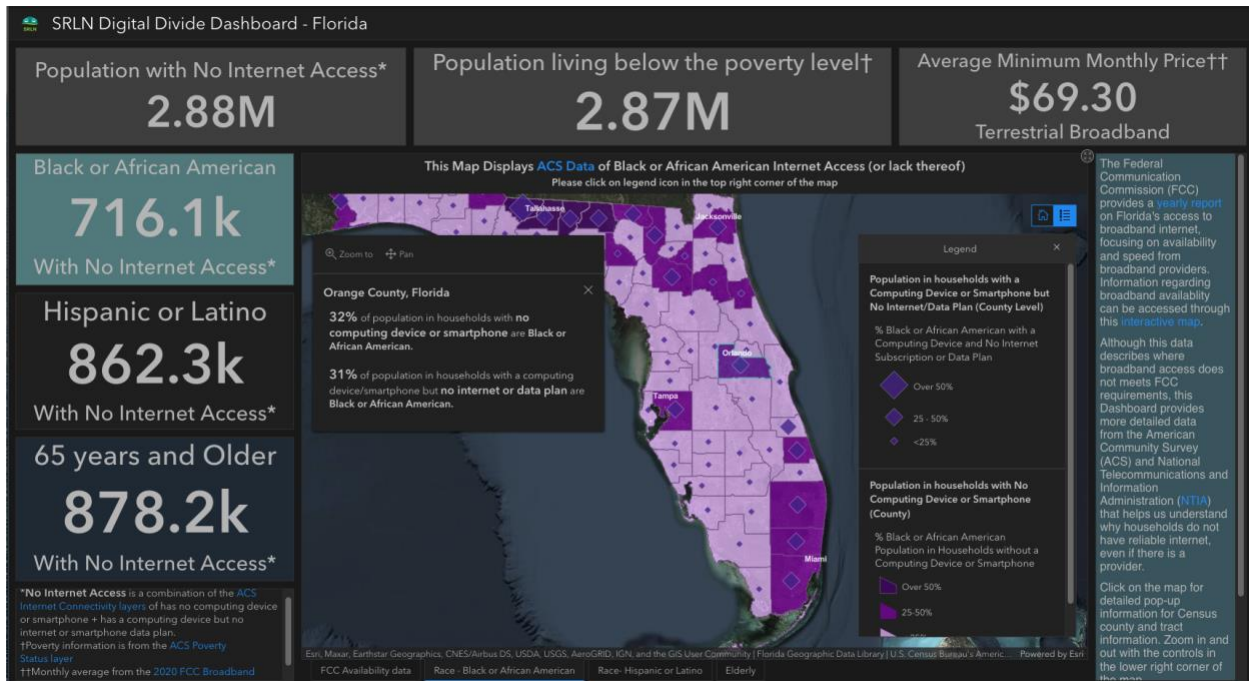 SRLN
SRLN Digital Divide Dashboard - Florida
Population with No Internet Access*
2.88M
Population living below the poverty level†
2.87M
Average Minimum Monthly Price††
$69.30
Terrestrial Broadband
Black or African American
716.1k
With No Internet Access*
Hispanic or Latino
862.3k
With No Internet Access*
65 years and Older
878.2k
With No Internet Access*
*No Internet Access is a combination of the ACS
Internet Connectivity layers of has no computing device
or smartphone + has a computing device but no
internet or smartphone data plan.
†Poverty information is from the ACS Poverty
Status layer
††Monthly average from the 2020 FCC Broadband
This Map Displays ACS Data of Black or African American Internet Access (or lack thereof)
Please click on legend icon in the top right corner of the map
Tallahassee
Jacksonville
Orlando
Tampa
Miami
Zoom to
Pan
Orange County, Florida
32% of population in households with no
computing device or smartphone are Black or
African American.
31% of population in households with a computing
device/smartphone but no internet or data plan are
Black or African American.
Legend
Population in households with a
Computing Device or Smartphone but
No Internet/Data Plan (County Level)
% Black or African American with a
Computing Device and No Internet
Subscription or Data Plan
Over 50%
25 - 50%
<25%
Population in households with No
Computing Device or Smartphone
(County)
% Black or African American
Population in Households without a
Computing Device or Smartphone
Over 50%
25-50%
Esri, Maxar, Earthstar Geographics, CNES/Airbus DS, USDA, USGS, AeroGRID, IGN, and the GIS User Community | Florida Geographic Data Library | U.S. Census Bureau's Americ... Powered by Esri
FCC Availability data
Race - Black or African American
Race- Hispanic or Latino
Elderly
The Federal
Communication
Commission (FCC)
provides a yearly report
on Florida's access to
broadband internet,
focusing on availability
and speed from
broadband providers.
Information regarding
broadband availablity
can be accessed through
this interactive map.
Although this data
describes where
broadband access does
not meets FCC
requirements, this
Dashboard provides
more detailed data
from the American
Community Survey
(ACS) and National
Telecommunications and
Information
Administration (NTIA)
that helps us understand
why households do not
have reliable internet,
even if there is a
provider.
Click on the map for
detailed pop-up
information for Census
county and tract
information. Zoom in and
out with the controls in
the lower right corner of
the map